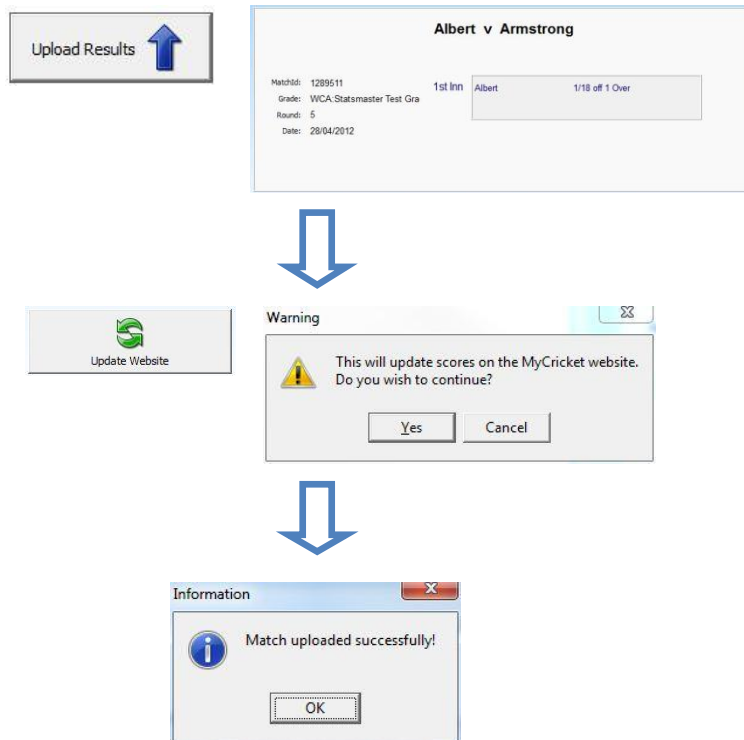 Upload Results
Albert v Armstrong
MatchId: 1289511
Grade: WCA:Statsmaster Test Gra
Round: 5
Date: 28/04/2012
1st Inn Albert 1/18 off 1 Over
Update Website
Warning
This will update scores on the MyCricket website.
Do you wish to continue?
Yes Cancel
Information
Match uploaded successfully!
OK